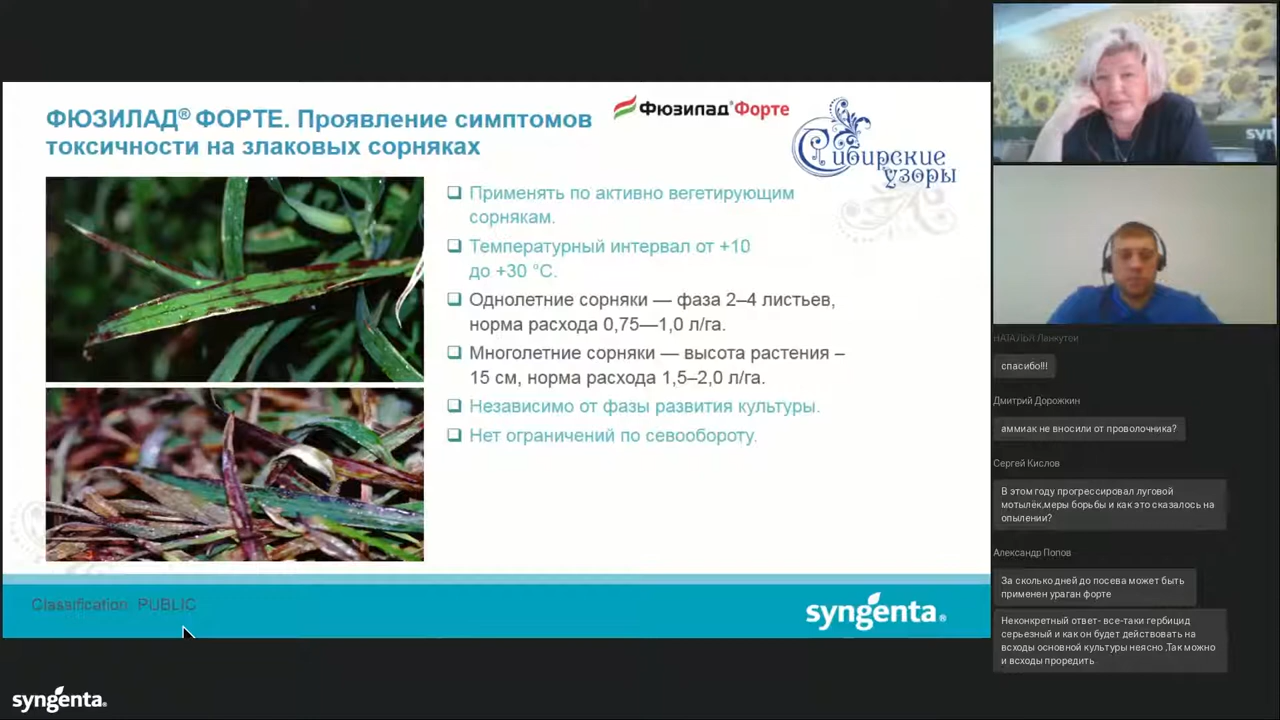 ФЮЗИЛАД® ФОРТЕ. Проявление симптомов
токсичности на злаковых сорняках
Фюзилад® Форте
Сибирские
узоры
Применять по активно вегетирующим
сорнякам.
Температурный интервал от +10
до +30 °С.
Однолетние сорняки — фаза 2–4 листьев,
норма расхода 0,75—1,0 л/га.
Многолетние сорняки — высота растения –
15 см, норма расхода 1,5–2,0 л/га.
Независимо от фазы развития культуры.
Нет ограничений по севообороту.
Classification: PUBLIC
syngenta.
syngenta.
syn
НАТАЛЬЯ Ланкутей
спасибо!!!
Дмитрий Дорожкин
аммиак не вносили от проволочника?
Сергей Кислов
В этом году прогрессировал луговой
мотылёк,меры борьбы и как это сказалось на
опылении?
Александр Попов
За сколько дней до посева может быть
применен ураган форте
Неконкретный ответ- все-таки гербицид
серьезный и как он будет действовать на
всходы основной культуры неясно .Так можно
и всходы проредить